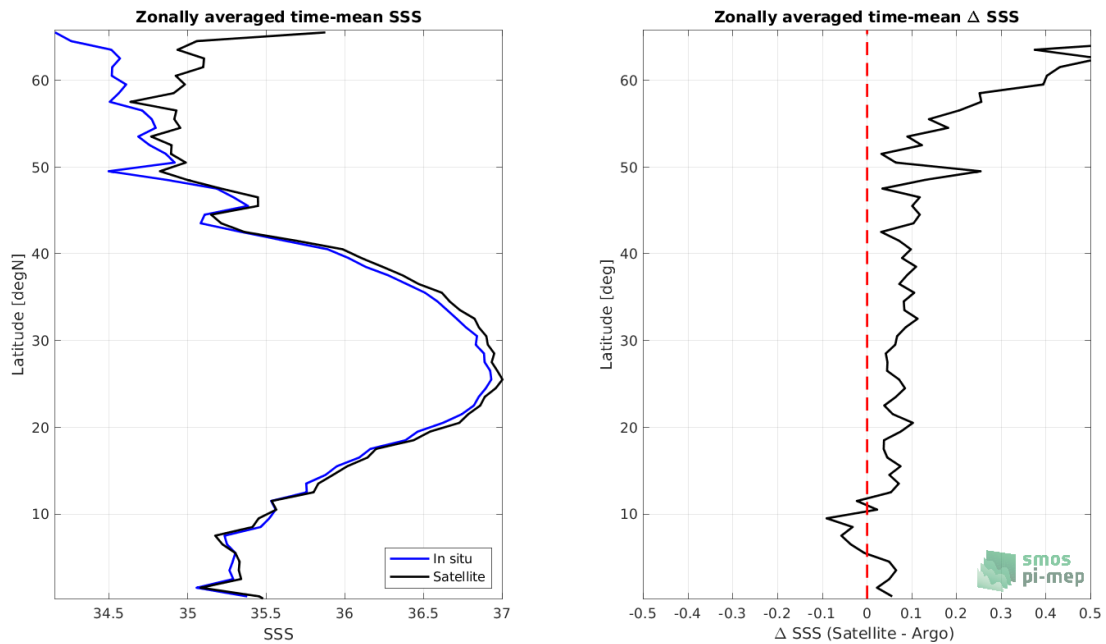 Zonally averaged time-mean SSS
Latitude [degN]
60
50
40
30
20
10
34.5
35
35.5
36
36.5
37
SSS
In situ
Satellite
Zonally averaged time-mean Δ SSS
Latitude [deg]
60
50
40
30
20
10
-0.5
-0.4
-0.3
-0.2
-0.1
0
0.1
0.2
0.3
0.4
0.5
Δ SSS (Satellite - Argo)
smos
pi-mep